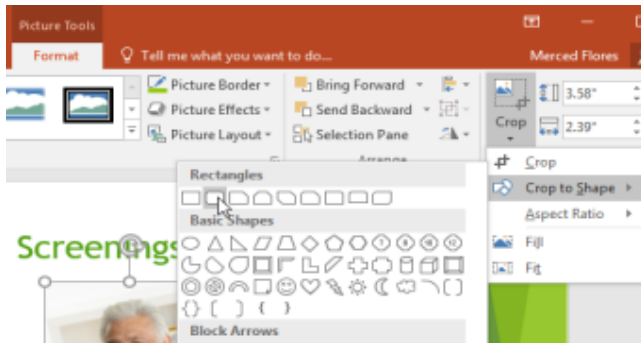 Picture Tools
Format
Tell me what you want to do...
Merced Flores
Picture Border
Picture Effects
Picture Layout
Bring Forward
Send Backward
Selection Pane
Arrange
Crop
3.58"
2.39"
Crop
Crop to Shape
Aspect Ratio
Fill
Fit
Rectangles
Basic Shapes
Block Arrows
Screenings